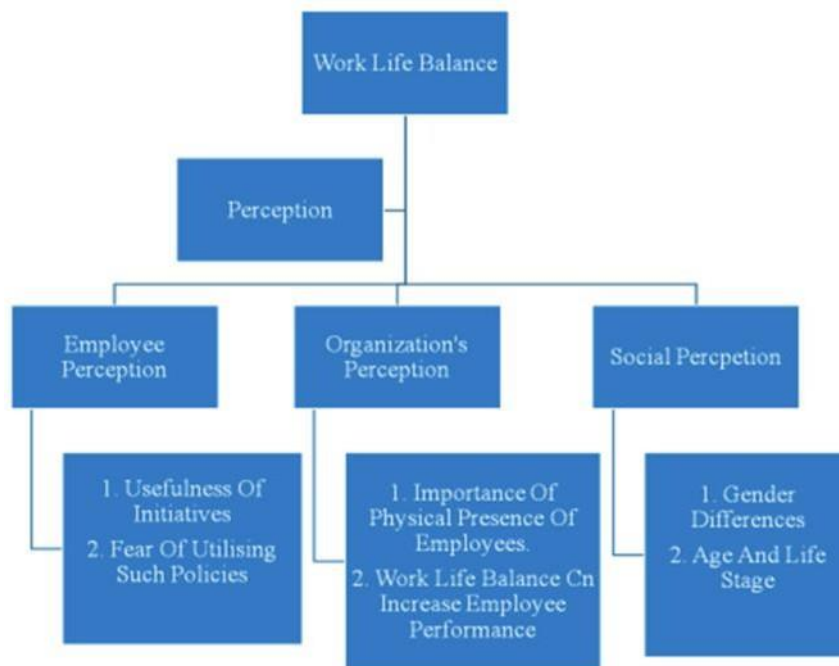 Work Life Balance
Perception
Employee
Perception
Organization's
Perception
Social Percpetion
1. Usefulness Of
Initiatives
2. Fear Of Utilising
Such Policies
1. Importance Of
Physical Presence Of
Employees.
2. Work Life Balance Cn
Increase Employee
Performance
1. Gender
Differences
2. Age And Life
Stage